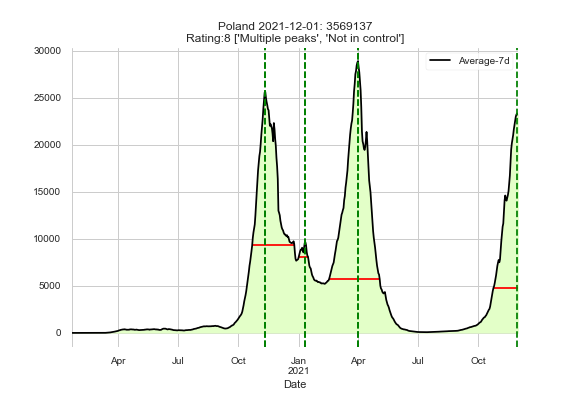 Poland 2021-12-01: 3569137
Rating:8 ['Multiple peaks', 'Not in control']
Average-7d
30000
25000
20000
15000
10000
5000
0
Apr Jul Oct Jan Apr Jul Oct
2021
Date